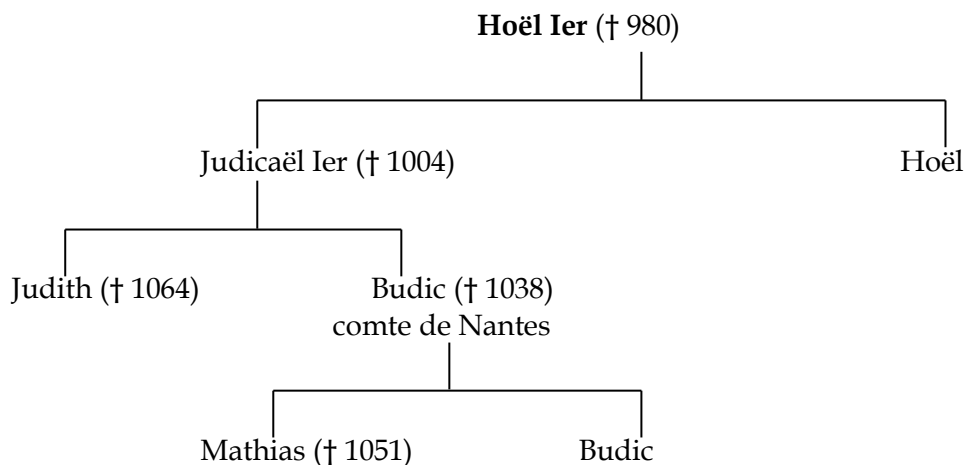 Hoël Ier († 980)
Judicaël Ier († 1004)
Hoël
Judith († 1064)
Budic († 1038)
comte de Nantes
Mathias († 1051)
Budic